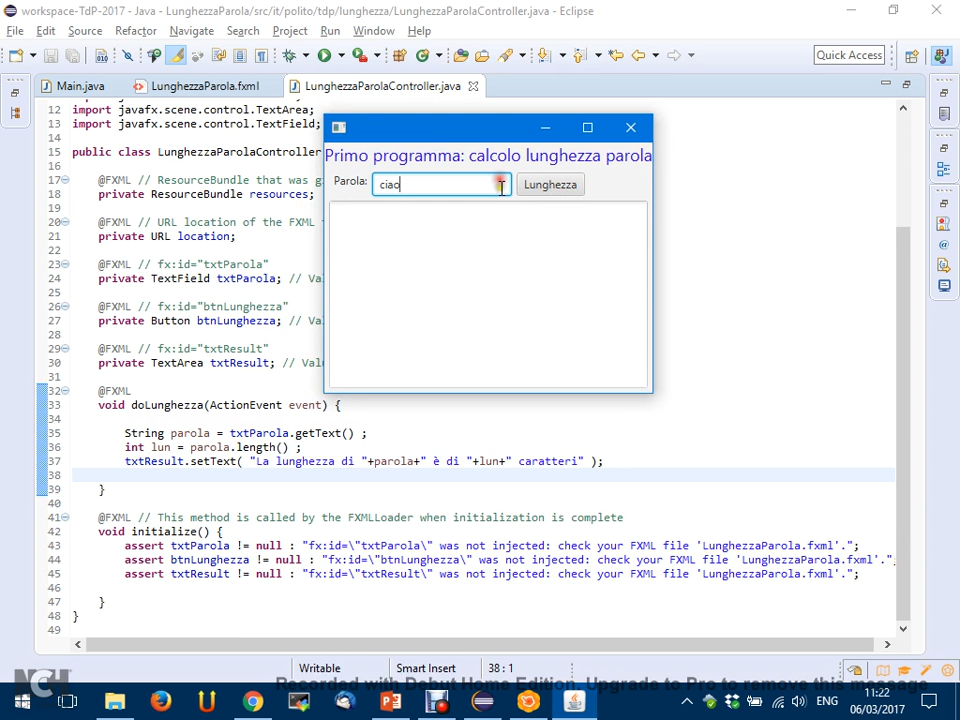 workspace-TdP-2017 - Java - LunghezzaParola/src/it/polito/tdp/lunghezza/LunghezzaParolaController.java - Eclipse
File Edit Source Refactor Navigate Search Project Run Window Help
Quick Access
Main.java LunghezzaParola.fxml LunghezzaParolaController.java
12 import javafx.scene.control.TextArea;
13 import javafx.scene.control.TextField;
14
15 public class LunghezzaParolaController
16
17 @FXML // ResourceBundle that was g
18 private ResourceBundle resources;
19
20 @FXML // URL location of the FXML
21 private URL location;
22
23 @FXML // fx:id="txtParola"
24 private TextField txtParola; // Val
25
26 @FXML // fx:id="btnLunghezza"
27 private Button btnLunghezza; // Va
28
29 @FXML // fx:id="txtResult"
30 private TextArea txtResult; // Valu
31
32 @FXML
33 void doLunghezza(ActionEvent event) {
34
35 String parola = txtParola.getText() ;
36 int lun = parola.length() ;
37 txtResult.setText( "La lunghezza di "+parola+" è di "+lun+" caratteri" );
38
39 }
40
41 @FXML // This method is called by the FXMLLoader when initialization is complete
42 void initialize() {
43 assert txtParola != null : "fx:id=\"txtParola\" was not injected: check your FXML file 'LunghezzaParola.fxml'.";
44 assert btnLunghezza != null : "fx:id=\"btnLunghezza\" was not injected: check your FXML file 'LunghezzaParola.fxml'."
45 assert txtResult != null : "fx:id=\"txtResult\" was not injected: check your FXML file 'LunghezzaParola.fxml'.";
46
47 }
48 }
49
Primo programma: calcolo lunghezza parola
Parola: ciao Lunghezza
Writable Smart Insert 38 : 1
NCH
Recorded with Debut Home Edition. Upgrade to Pro to remove this message
ENG
11:22
06/03/2017